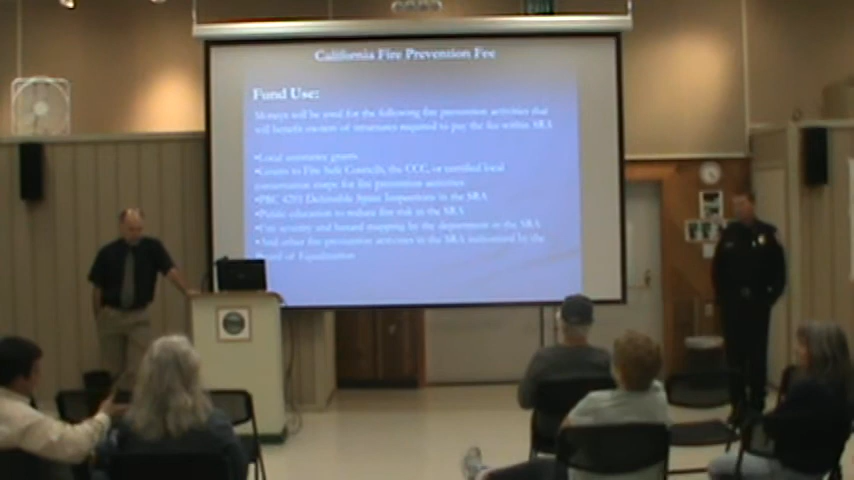 California Fire Prevention Fee
Fund Use:
Moneys will be used for the following fire prevention activities that
will benefit owners of structures required to pay the fee within SRA
•Local assistance grants
•Grants to Fire Safe Councils, the CCC, or certified local
conservation corps for fire prevention activities
•PRC 4291 Defensible Space Inspections in the SRA
•Public education to reduce fire risk in the SRA
•Fire severity and hazard mapping by the department in the SRA
•And other fire prevention activities in the SRA authorized by the
Board of Equalization